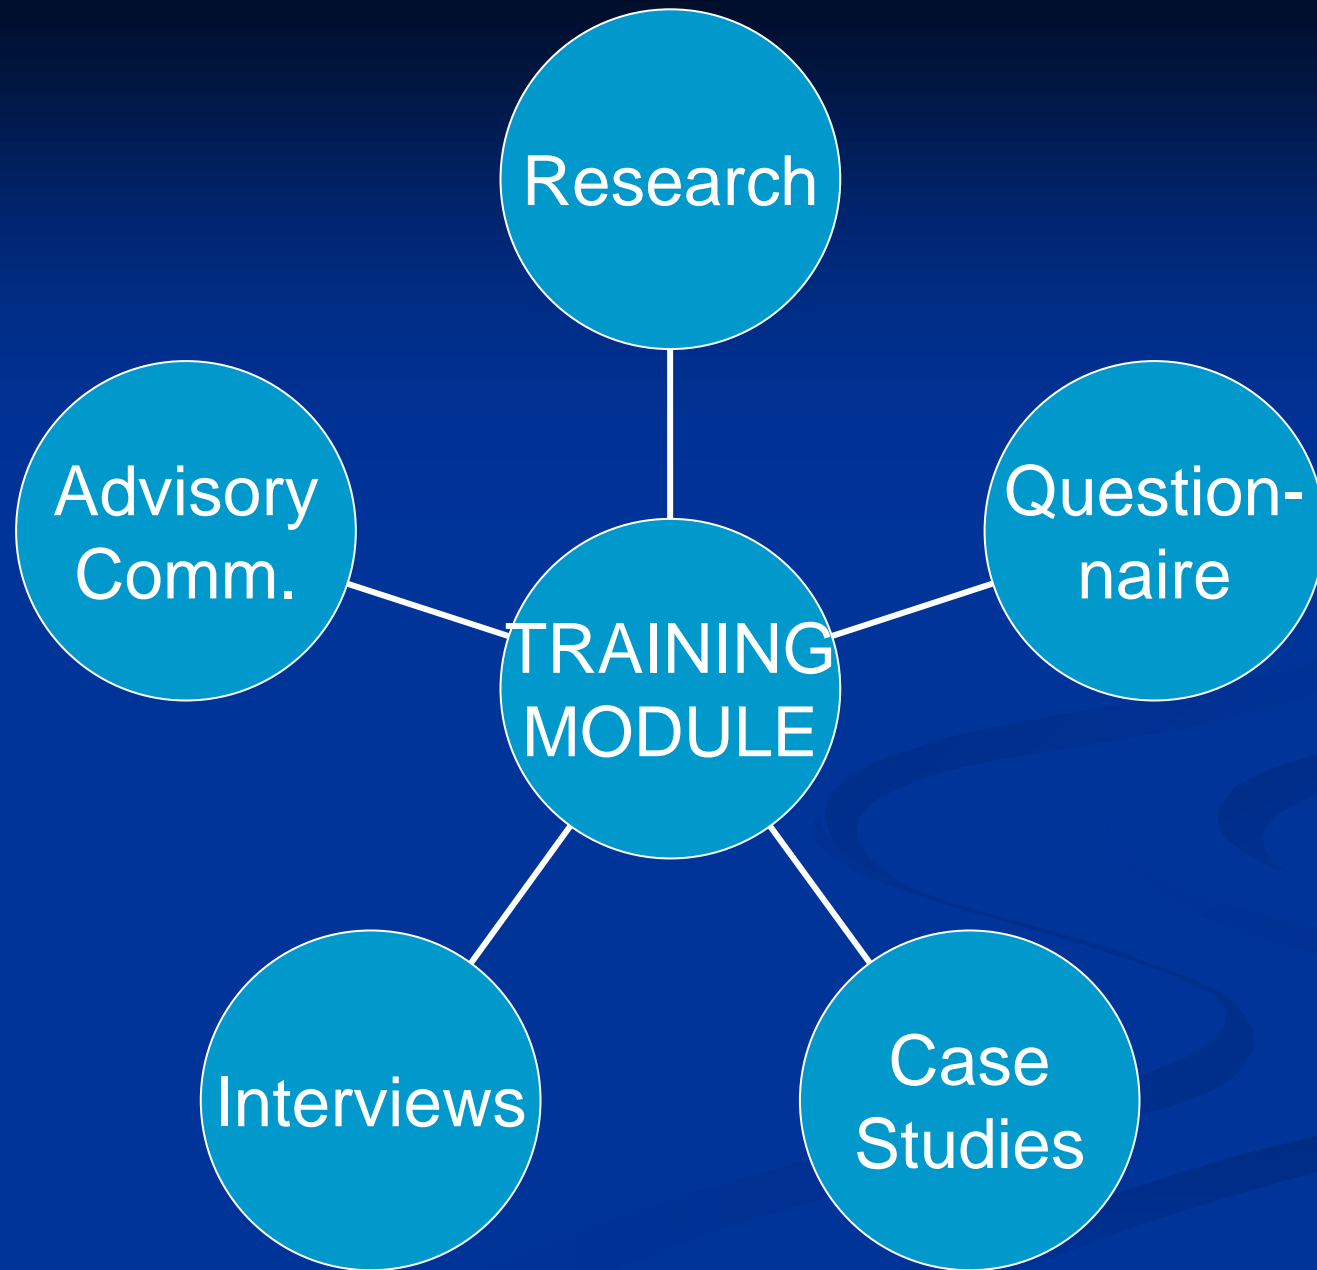 Research
Advisory
Comm.
Question-
naire
TRAINING
MODULE
Interviews
Case
Studies